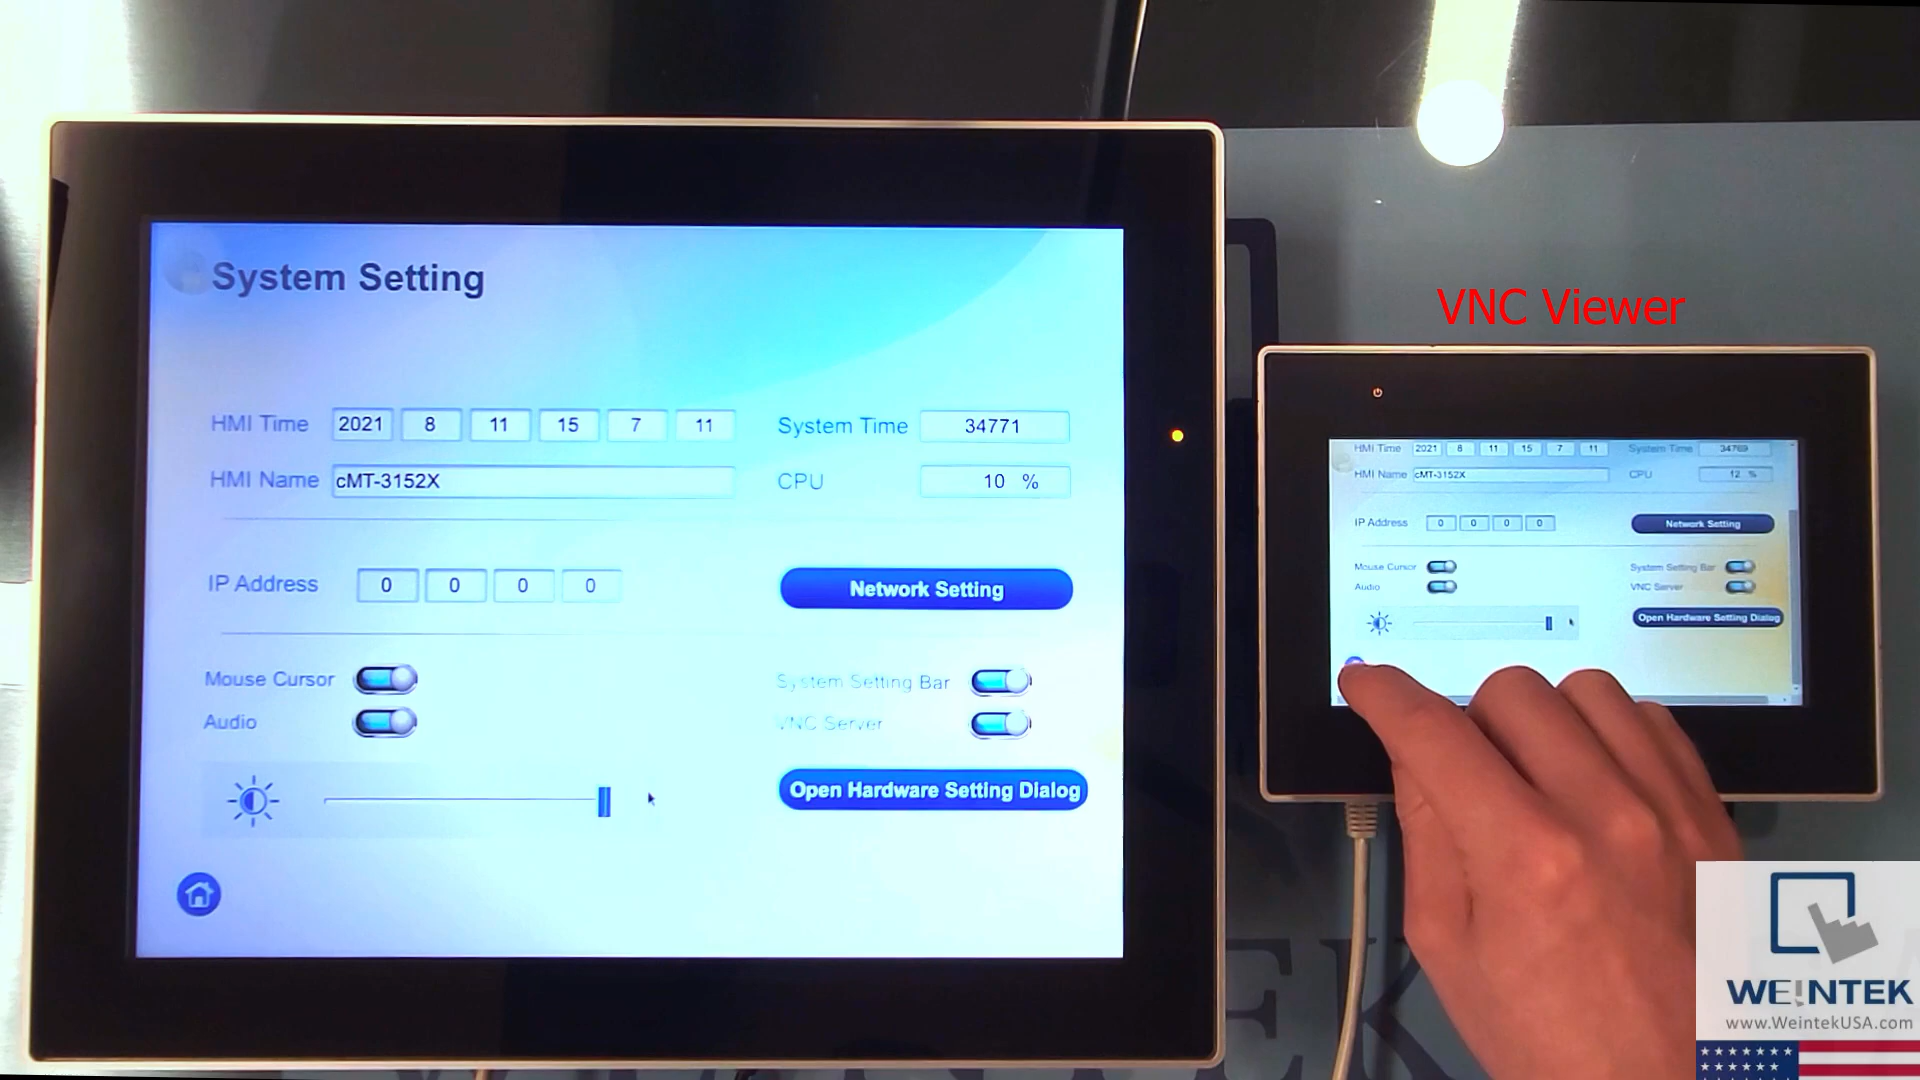 System Setting
HMI Time 2021 8 11 15 7 11 System Time 34771
HMI Name cMT-3152X CPU 10 %
IP Address 0 0 0 0 Network Setting
Mouse Cursor System Setting Bar
Audio VNC Server
Open Hardware Setting Dialog
VNC Viewer
HMI Time 2021 8 11 15 7 11 System Time 34769
HMI Name cMT-3152X CPU 12 %
IP Address 0 0 0 0 Network Setting
Mouse Cursor System Setting Bar
Audio VNC Server
Open Hardware Setting Dialog
WEINTEK
www.WeintekUSA.com